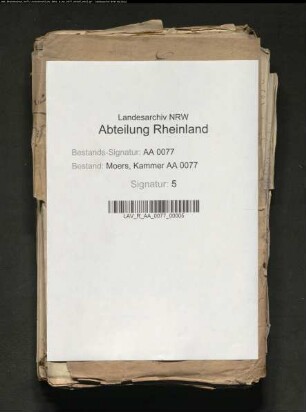 Landesarchiv NRW
Abteilung Rheinland
Bestands-Signatur: AA 0077
Bestand: Moers, Kammer AA 0077
Signatur: 5
LAV_R_AA_0077_00005